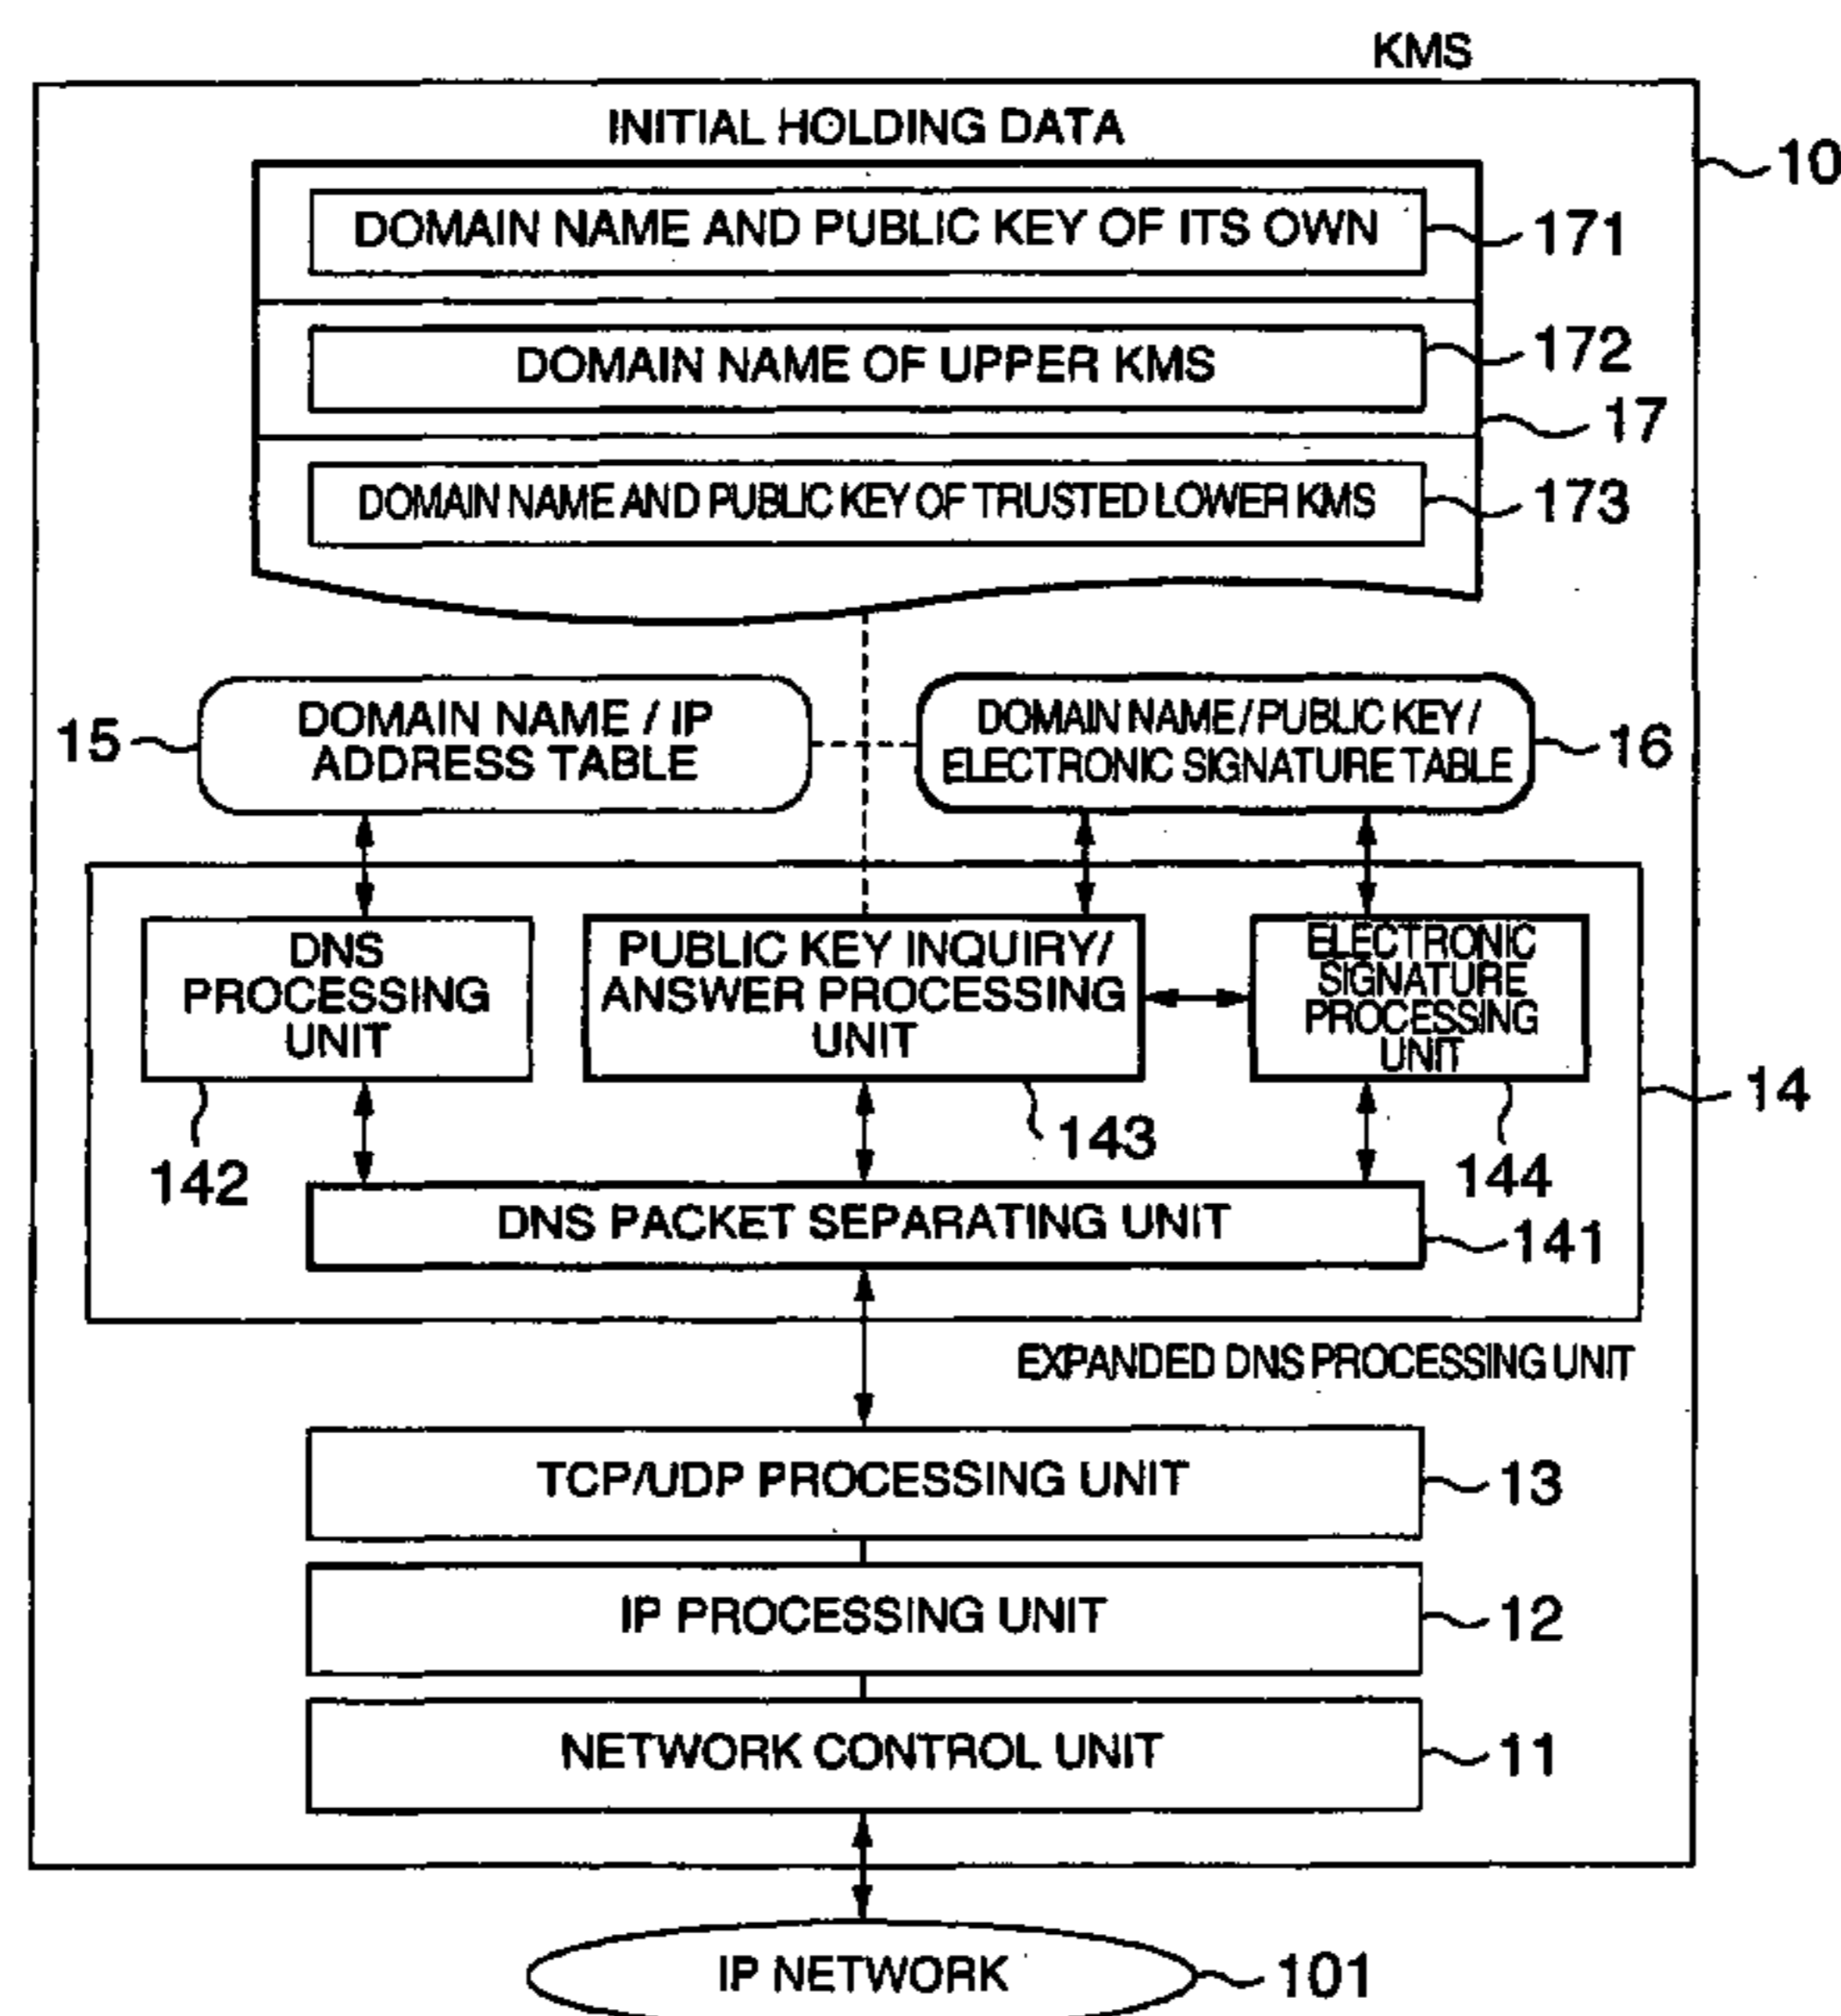 KMS
INITIAL HOLDING DATA
10
DOMAIN NAME AND PUBLIC KEY OF ITS OWN
171
DOMAIN NAME OF UPPER KMS
172
17
DOMAIN NAME AND PUBLIC KEY OF TRUSTED LOWER KMS
173
15
DOMAIN NAME / IP
ADDRESS TABLE
DOMAIN NAME / PUBLIC KEY /
ELECTRONIC SIGNATURE TABLE
16
DNS
PROCESSING
UNIT
PUBLIC KEY INQUIRY/
ANSWER PROCESSING
UNIT
ELECTRONIC
SIGNATURE
PROCESSING
UNIT
14
142
143
144
DNS PACKET SEPARATING UNIT
141
EXPANDED DNS PROCESSING UNIT
TCP/UDP PROCESSING UNIT
13
IP PROCESSING UNIT
12
NETWORK CONTROL UNIT
11
IP NETWORK
101